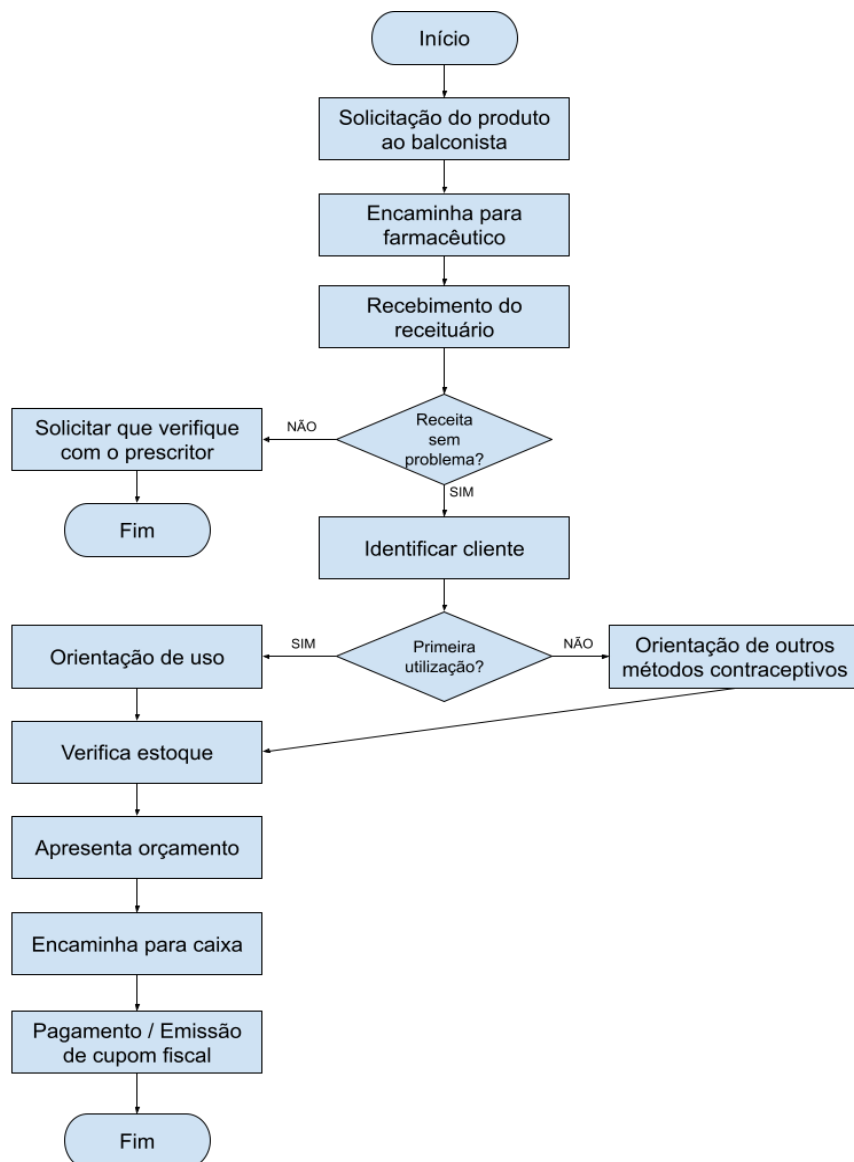 Início
Solicitação do produto
ao balconista
Encaminha para
farmacêutico
Recebimento do
receituário
Receita
sem
problema?
NÃO
Solicitar que verifique
com o prescritor
Fim
SIM
Identificar cliente
Primeira
utilização?
SIM
Orientação de uso
NÃO
Orientação de outros
métodos contraceptivos
Verifica estoque
Apresenta orçamento
Encaminha para caixa
Pagamento / Emissão
de cupom fiscal
Fim